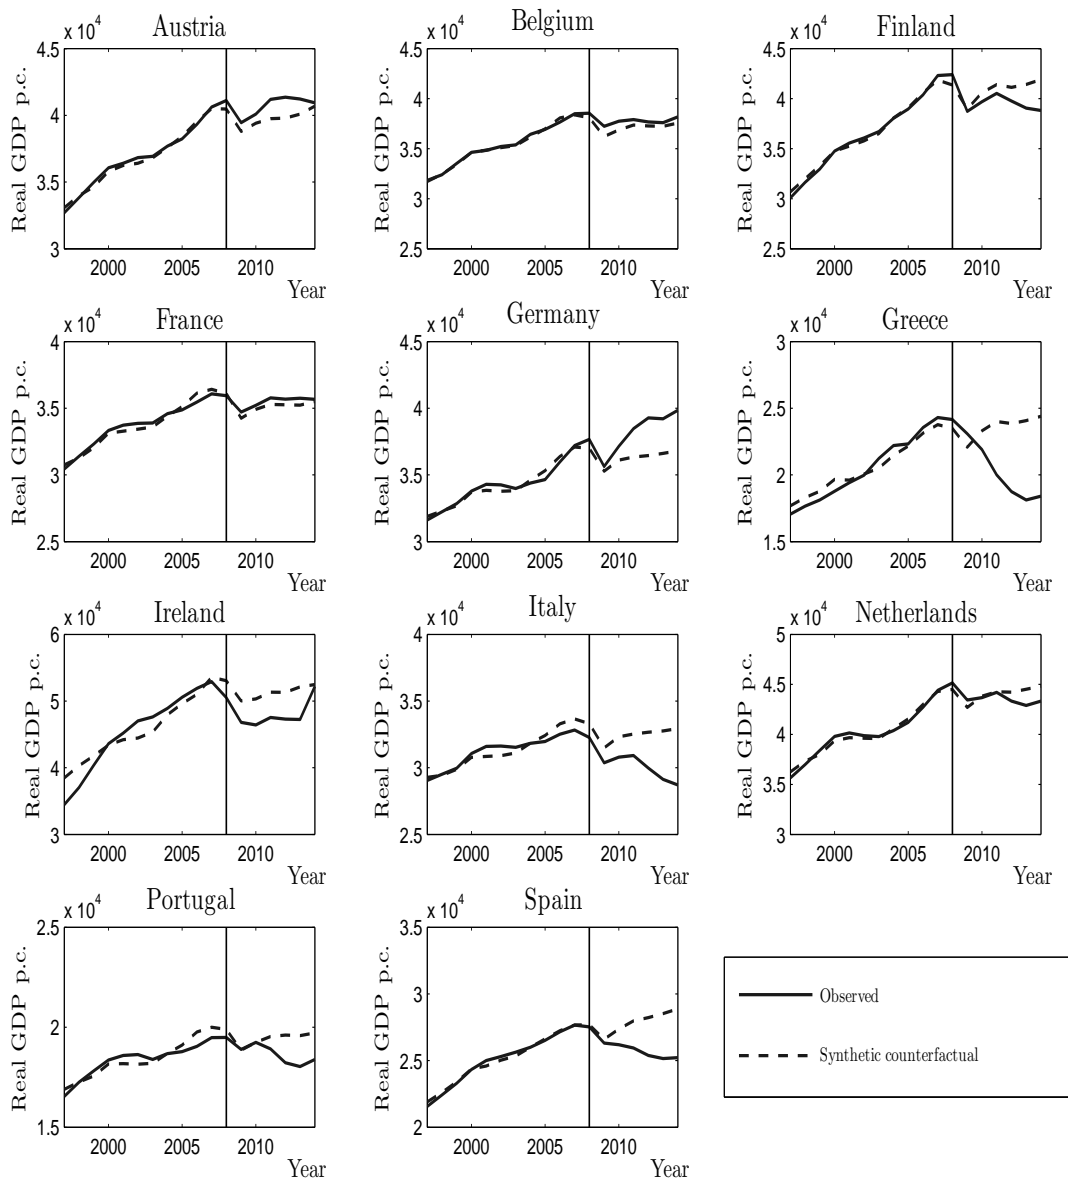 Austria
x 10^4
4.5
4
3.5
3
Real GDP p.c.
2000 2005 2010
Year
Belgium
x 10^4
4.5
4
3.5
3
2.5
Real GDP p.c.
2000 2005 2010
Year
Finland
x 10^4
4.5
4
3.5
3
2.5
Real GDP p.c.
2000 2005 2010
Year
France
x 10^4
4
3.5
3
2.5
Real GDP p.c.
2000 2005 2010
Year
Germany
x 10^4
4.5
4
3.5
3
Real GDP p.c.
2000 2005 2010
Year
Greece
x 10^4
3
2.5
2
1.5
Real GDP p.c.
2000 2005 2010
Year
Ireland
x 10^4
6
5
4
3
Real GDP p.c.
2000 2005 2010
Year
Italy
x 10^4
4
3.5
3
2.5
Real GDP p.c.
2000 2005 2010
Year
Netherlands
x 10^4
5
4.5
4
3.5
3
Real GDP p.c.
2000 2005 2010
Year
Portugal
x 10^4
2.5
2
1.5
Real GDP p.c.
2000 2005 2010
Year
Spain
x 10^4
3.5
3
2.5
2
Real GDP p.c.
2000 2005 2010
Year
Observed
Synthetic counterfactual